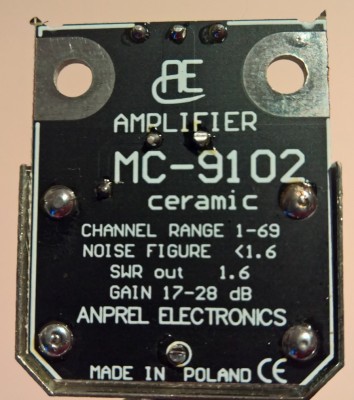 AE
AMPLIFIER
MC-9102
ceramic
CHANNEL RANGE 1-69
NOISE FIGURE <1.6
SWR out 1.6
GAIN 17-28 dB
ANPREL ELECTRONICS
MADE IN POLAND CE